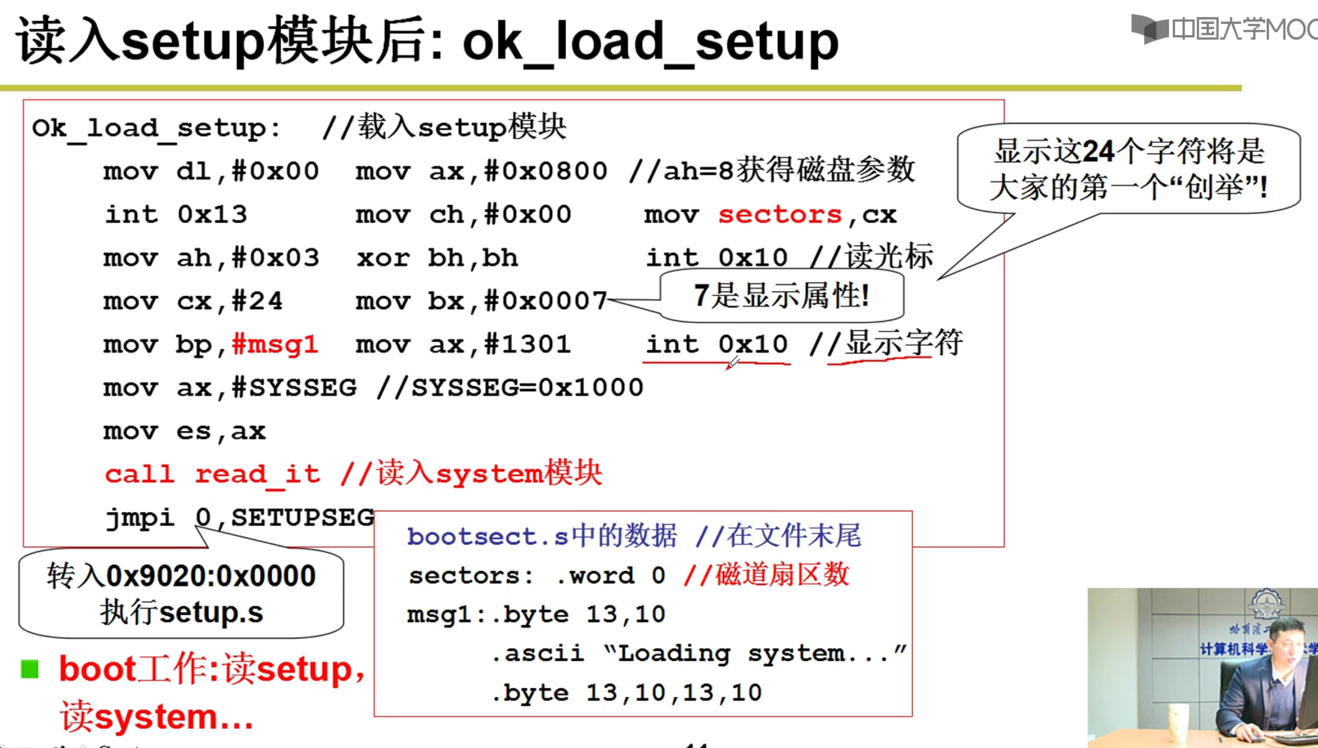 读入setup模块后: ok_load_setup
中国大学MOO
Ok_load_setup: //载入setup模块
mov dl,#0x00 mov ax,#0x0800 //ah=8获得磁盘参数
int 0x13 mov ch,#0x00 mov sectors,cx
mov ah,#0x03 xor bh,bh int 0x10 //读光标
mov cx,#24 mov bx,#0x0007
7是显示属性!
mov bp,#msg1 mov ax,#1301 int 0x10 //显示字符
mov ax,#SYSSEG //SYSSEG=0x1000
mov es,ax
call read_it //读入system模块
jmpi 0,SETUPSEG
显示这24个字符将是
大家的第一个“创举”!
转入0x9020:0x0000
执行setup.s
bootsect.s中的数据 //在文件末尾
sectors: .word 0 //磁道扇区数
msg1:.byte 13,10
.ascii “Loading system...”
.byte 13,10,13,10
boot工作:读setup,
读system...
计算机科学